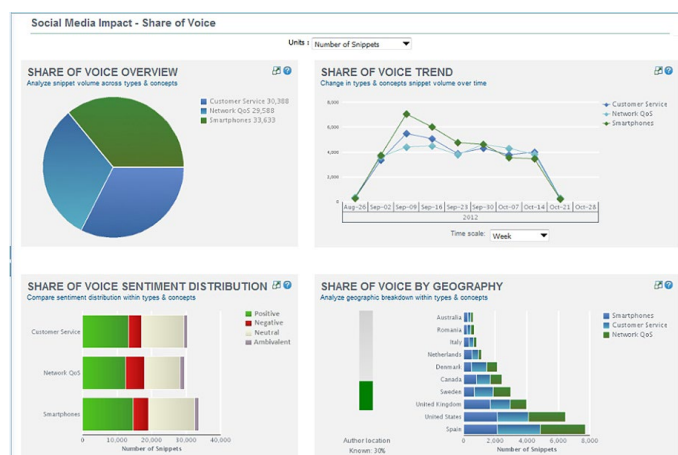 Social Media Impact - Share of Voice
Units : Number of Snippets
SHARE OF VOICE OVERVIEW
Analyze snippet volume across types & concepts
Customer Service 30,388
Network QoS 29,588
Smartphones 33,633
SHARE OF VOICE TREND
Change in types & concepts snippet volume over time
8,000
6,000
4,000
2,000
0
Customer Service
Network QoS
Smartphones
Aug-26 Sep-02 Sep-09 Sep-16 Sep-23 Sep-30 Oct-07 Oct-14 Oct-21 Oct-28
2012
Time scale: Week
SHARE OF VOICE SENTIMENT DISTRIBUTION
Compare sentiment distribution within types & concepts
Positive
Negative
Neutral
Ambivalent
Customer Service
Network QoS
Smartphones
0 10,000 20,000 30,000 40,000
Number of Snippets
SHARE OF VOICE BY GEOGRAPHY
Analyze geographic breakdown within types & concepts
Author location
Known: 30%
Australia
Romania
Italy
Netherlands
Denmark
Canada
Sweden
United Kingdom
United States
Spain
0 2,000 4,000 6,000 8,000
Number of Snippets
Smartphones
Customer Service
Network QoS